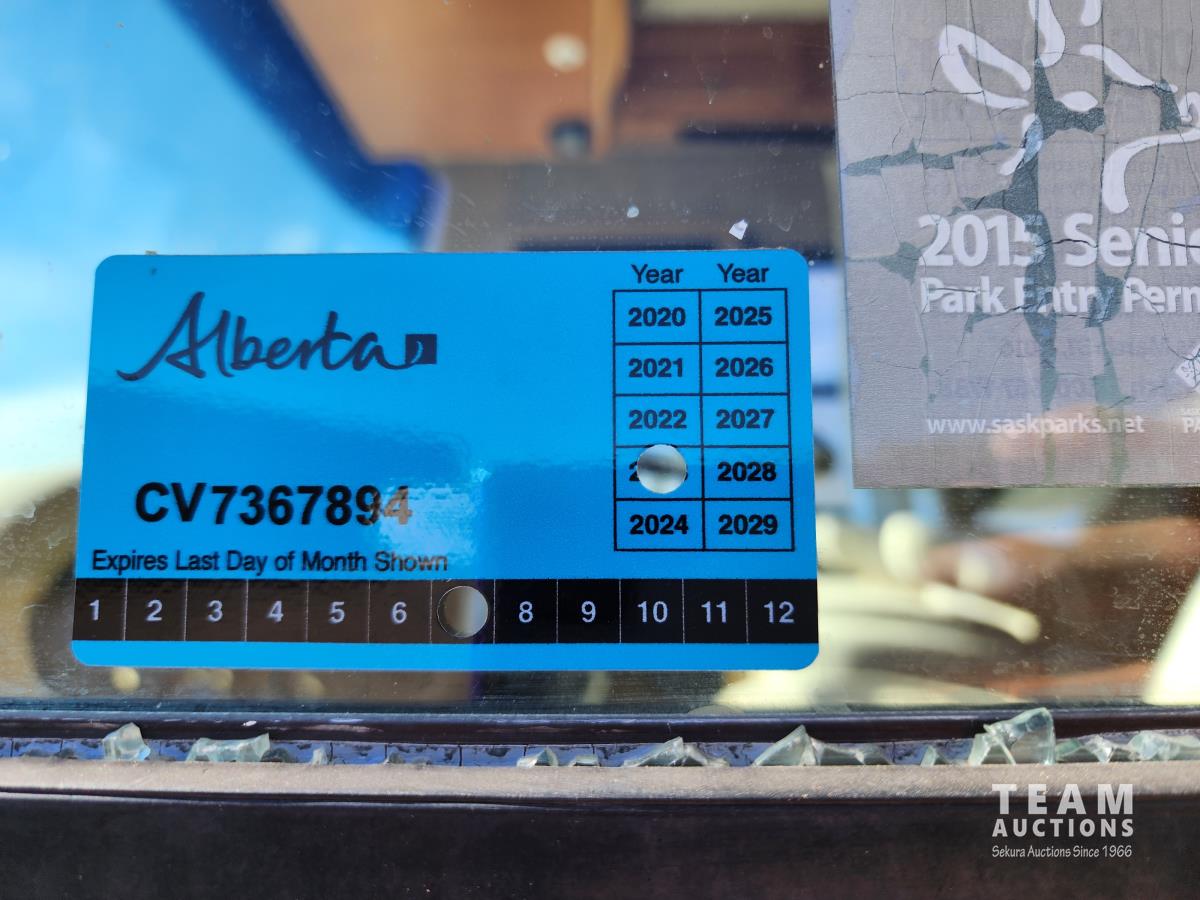 Alberta
CV7367894
Expires Last Day of Month Shown
Year Year
2020 2025
2021 2026
2022 2027
2028
2024 2029
1 2 3 4 5 6 8 9 10 11 12
2015
Park Entry
www.saskparks.net
TEAM
AUCTIONS
Sekura Auctions Since 1966